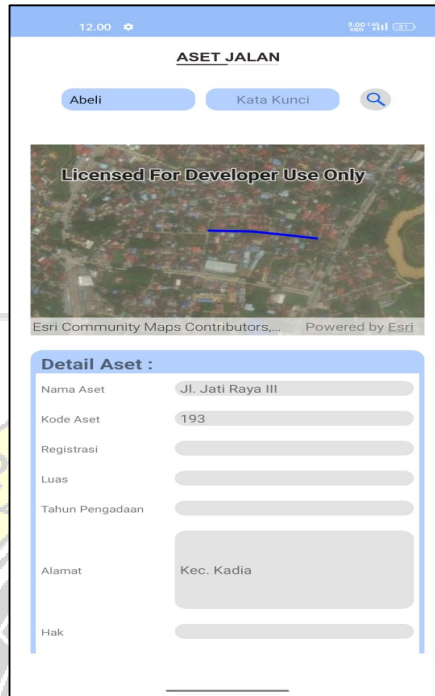 12.00
ASET JALAN
Abeli
Kata Kunci
Licensed For Developer Use Only
Esri Community Maps Contributors,... Powered by Esri
Detail Aset :
Nama Aset Jl. Jati Raya III
Kode Aset 193
Registrasi
Luas
Tahun Pengadaan
Alamat Kec. Kadia
Hak